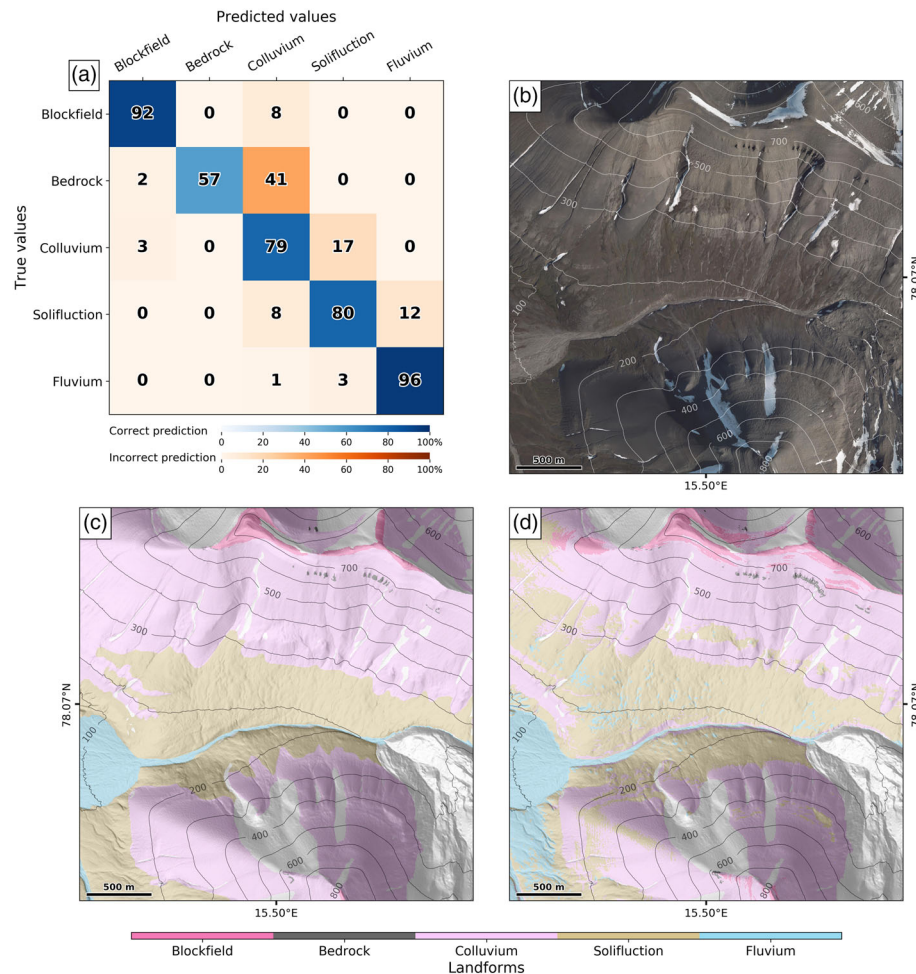 Predicted values
(a)
Blockfield
Bedrock
Colluvium
Solifluction
Fluvium
True values
Blockfield 92 0 8 0 0
Bedrock 2 57 41 0 0
Colluvium 3 0 79 17 0
Solifluction 0 0 8 80 12
Fluvium 0 0 1 3 96
Correct prediction
0 20 40 60 80 100%
Incorrect prediction
0 20 40 60 80 100%
(b)
600
700
500
300
100
200
400
600
800
500 m
78.07°N
15.50°E
(c)
600
700
500
300
100
200
400
600
800
500 m
78.07°N
15.50°E
(d)
600
700
500
300
100
200
400
600
800
500 m
78.07°N
15.50°E
Blockfield Bedrock Colluvium Solifluction Fluvium
Landforms